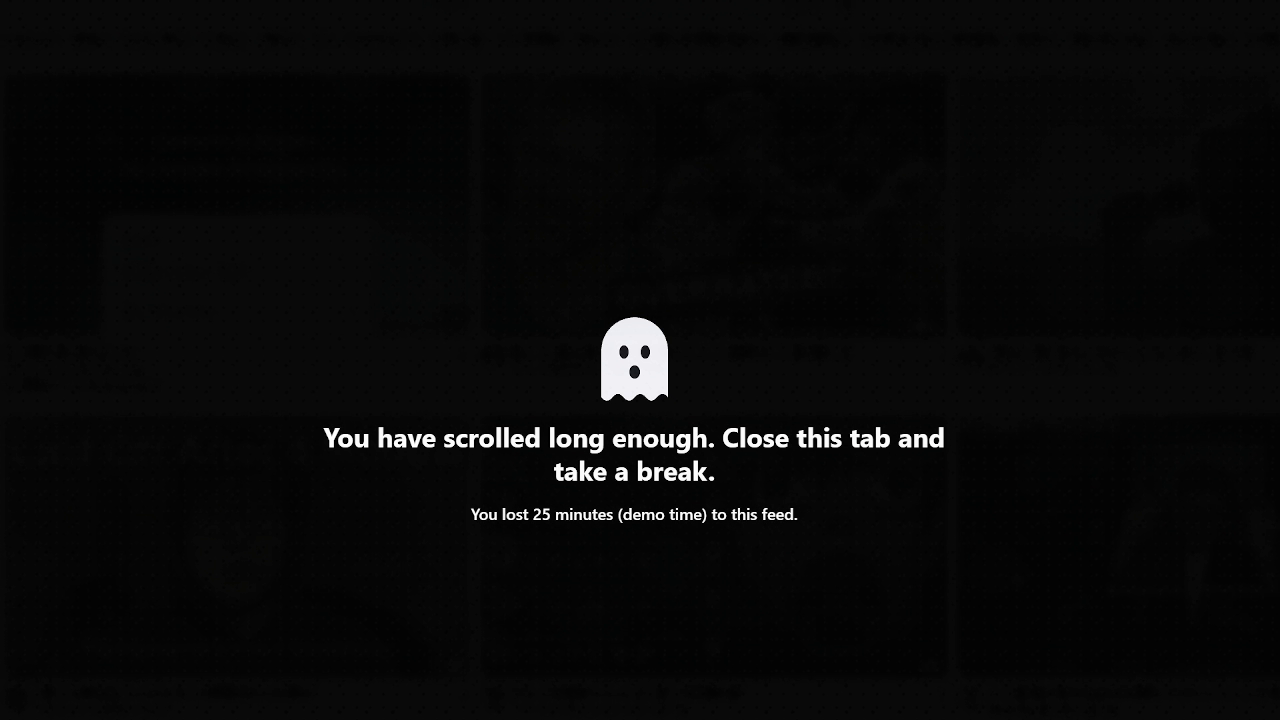 You have scrolled long enough. Close this tab and
take a break.
You lost 25 minutes (demo time) to this feed.